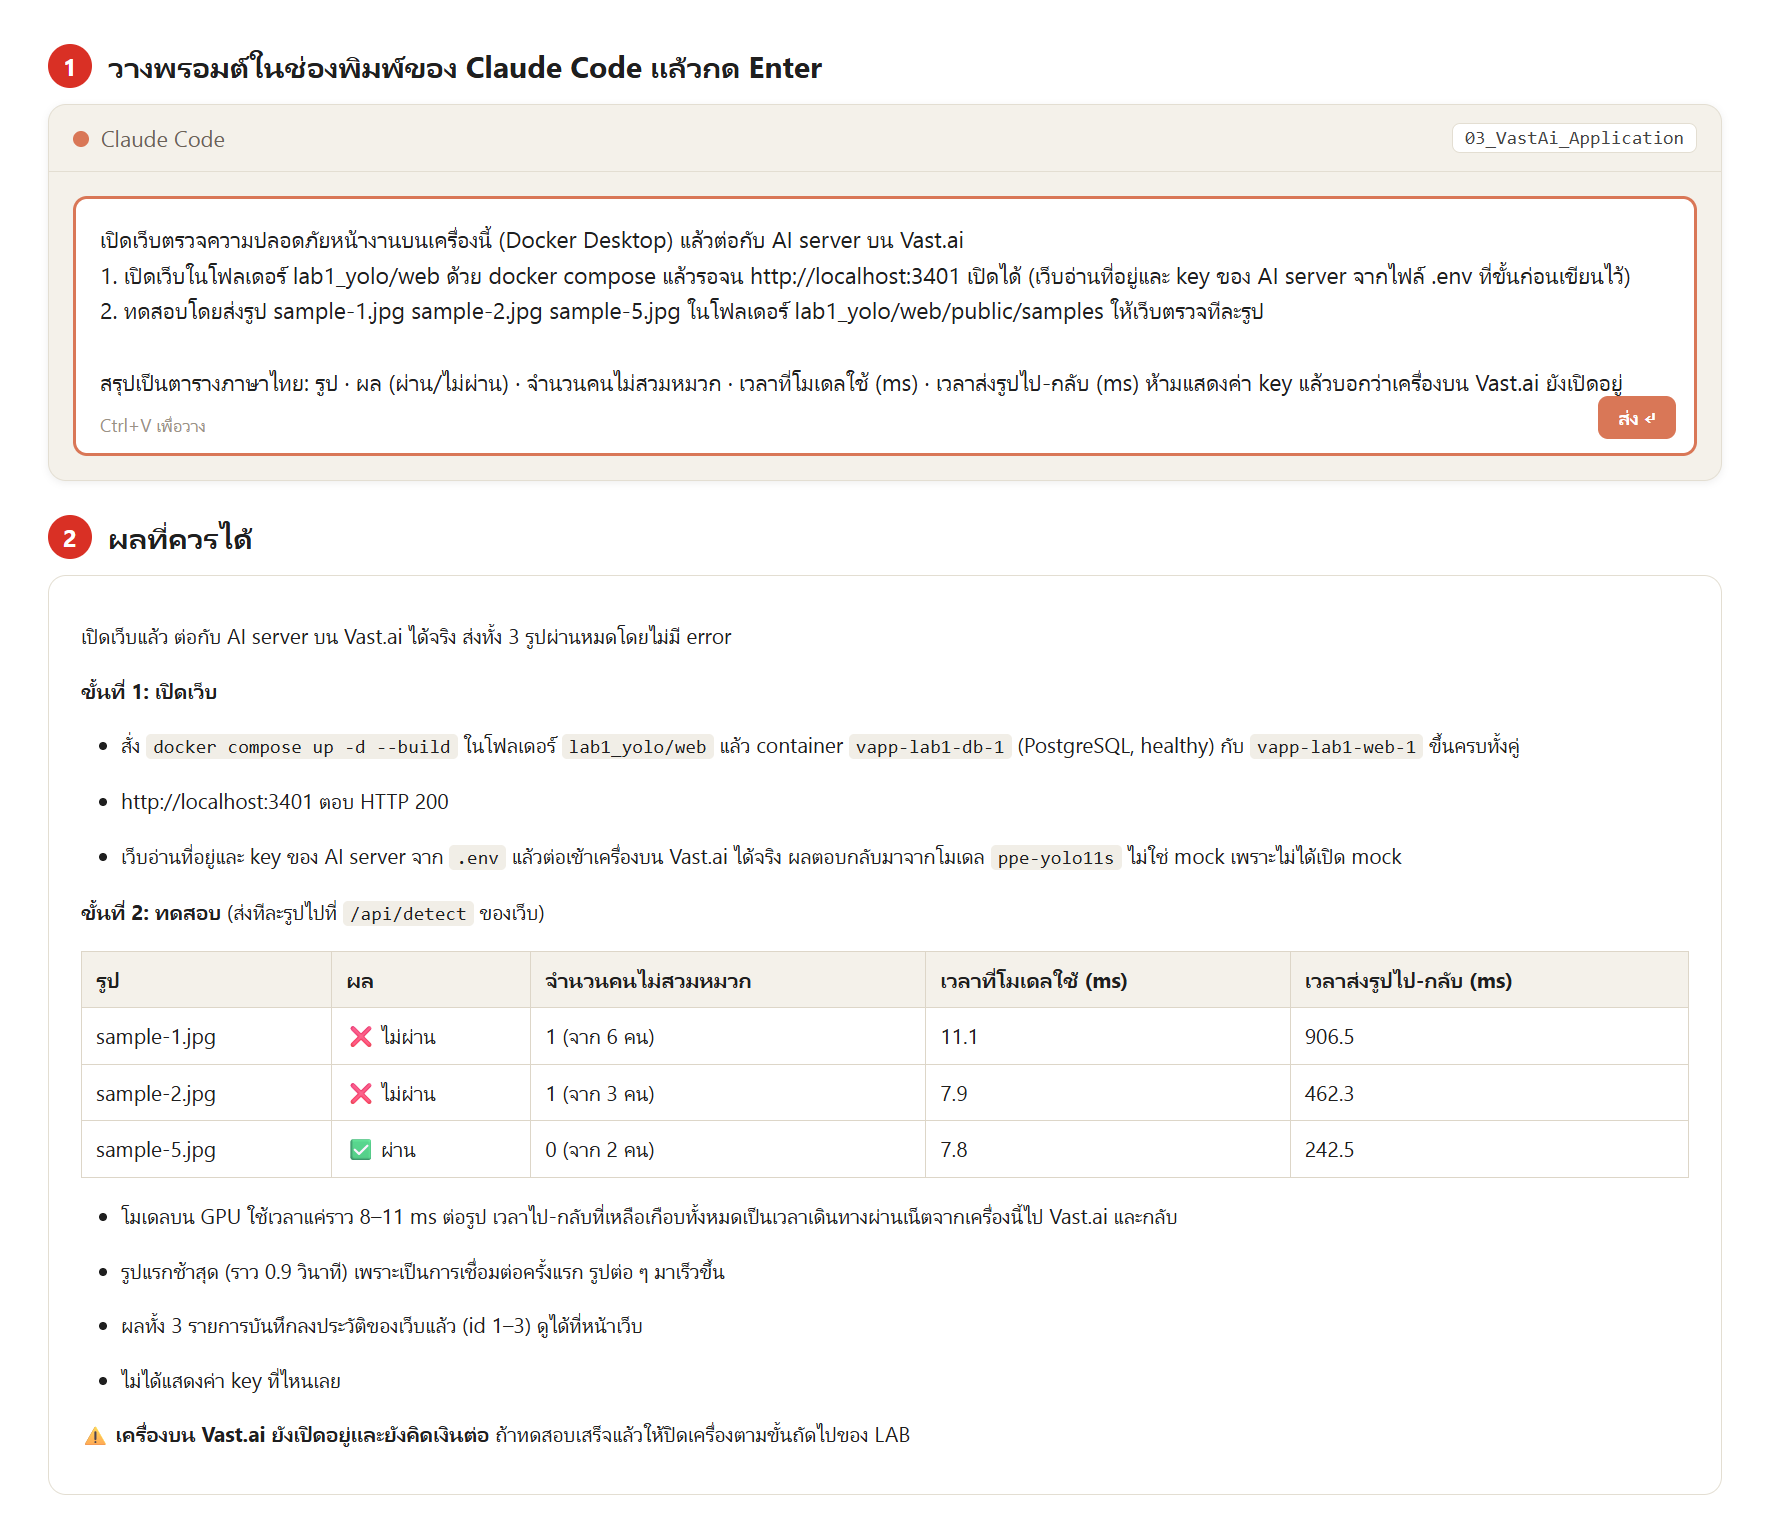 1 วางพรอมต์ในช่องพิมพ์ของ Claude Code แล้วกด Enter
Claude Code
03_VastAi_Application
เปิดเว็บตรวจความปลอดภัยหน้างานบนเครื่องนี้ (Docker Desktop) แล้วต่อกับ AI server บน Vast.ai
1. เปิดเว็บในโฟลเดอร์ lab1_yolo/web ด้วย docker compose แล้วรอจน http://localhost:3401 เปิดได้ (เว็บอ่านที่อยู่และ key ของ AI server จากไฟล์ .env ที่ขั้นก่อนเขียนไว้)
2. ทดสอบโดยส่งรูป sample-1.jpg sample-2.jpg sample-5.jpg ในโฟลเดอร์ lab1_yolo/web/public/samples ให้เว็บตรวจทีละรูป
สรุปเป็นตารางภาษาไทย: รูป · ผล (ผ่าน/ไม่ผ่าน) · จำนวนคนไม่สวมหมวก · เวลาที่โมเดลใช้ (ms) · เวลาส่งรูปไป-กลับ (ms) ห้ามแสดงค่า key แล้วบอกว่าเครื่องบน Vast.ai ยังเปิดอยู่
Ctrl+V เพื่อวาง
ส่ง ↵
2 ผลที่ควรได้
เปิดเว็บแล้ว ต่อกับ AI server บน Vast.ai ได้จริง ส่งทั้ง 3 รูปผ่านหมดโดยไม่มี error
ขั้นที่ 1: เปิดเว็บ
• สั่ง docker compose up -d --build ในโฟลเดอร์ lab1_yolo/web แล้ว container vapp-lab1-db-1 (PostgreSQL, healthy) กับ vapp-lab1-web-1 ขึ้นครบทั้งคู่
• http://localhost:3401 ตอบ HTTP 200
• เว็บอ่านที่อยู่และ key ของ AI server จาก .env แล้วต่อเข้าเครื่องบน Vast.ai ได้จริง ผลตอบกลับมาจากโมเดล ppe-yolo11s ไม่ใช่ mock เพราะไม่ได้เปิด mock
ขั้นที่ 2: ทดสอบ (ส่งทีละรูปไปที่ /api/detect ของเว็บ)
รูป ผล จำนวนคนไม่สวมหมวก เวลาที่โมเดลใช้ (ms) เวลาส่งรูปไป-กลับ (ms)
sample-1.jpg ❌ ไม่ผ่าน 1 (จาก 6 คน) 11.1 906.5
sample-2.jpg ❌ ไม่ผ่าน 1 (จาก 3 คน) 7.9 462.3
sample-5.jpg ✅ ผ่าน 0 (จาก 2 คน) 7.8 242.5
• โมเดลบน GPU ใช้เวลาแค่ราว 8–11 ms ต่อรูป เวลาไป-กลับที่เหลือเกือบทั้งหมดเป็นเวลาเดินทางผ่านเน็ตจากเครื่องนี้ไป Vast.ai และกลับ
• รูปแรกช้าสุด (ราว 0.9 วินาที) เพราะเป็นการเชื่อมต่อครั้งแรก รูปต่อ ๆ มาเร็วขึ้น
• ผลทั้ง 3 รายการบันทึกลงประวัติของเว็บแล้ว (id 1–3) ดูได้ที่หน้าเว็บ
• ไม่ได้แสดงค่า key ที่ไหนเลย
⚠️ เครื่องบน Vast.ai ยังเปิดอยู่และยังคิดเงินต่อ ถ้าทดสอบเสร็จแล้วให้ปิดเครื่องตามขั้นถัดไปของ LAB